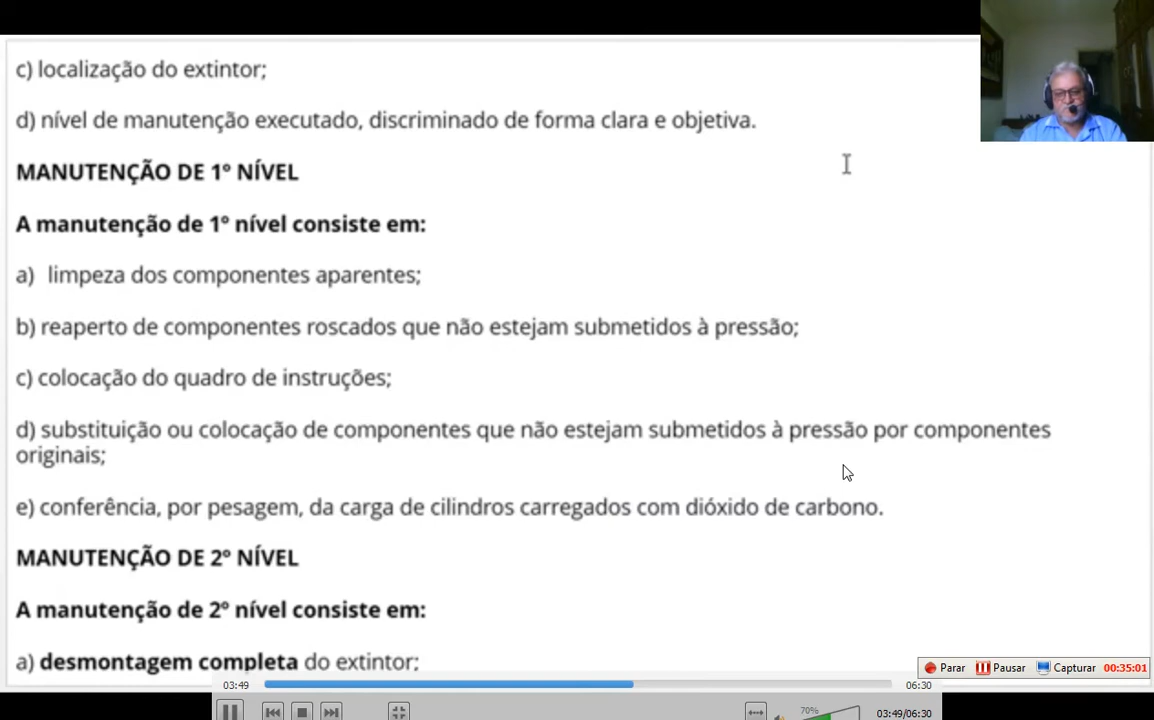 c) localização do extintor;
d) nível de manutenção executado, discriminado de forma clara e objetiva.
MANUTENÇÃO DE 1º NÍVEL
A manutenção de 1º nível consiste em:
a) limpeza dos componentes aparentes;
b) reaperto de componentes roscados que não estejam submetidos à pressão;
c) colocação do quadro de instruções;
d) substituição ou colocação de componentes que não estejam submetidos à pressão por componentes
originais;
e) conferência, por pesagem, da carga de cilindros carregados com dióxido de carbono.
MANUTENÇÃO DE 2º NÍVEL
A manutenção de 2º nível consiste em:
a) desmontagem completa do extintor;
Parar Pausar Capturar 00:35:01
03:49 06:30
70% 03:49/06:30